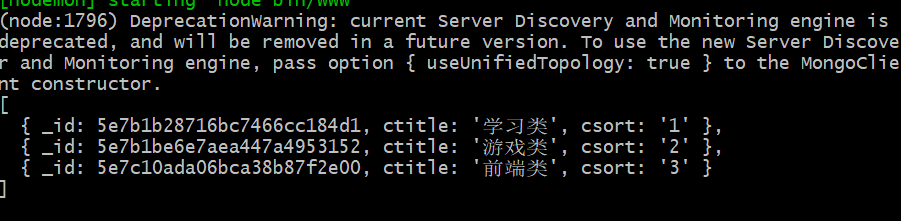 [nodemon] starting `node bin/www`
(node:1796) DeprecationWarning: current Server Discovery and Monitoring engine is
deprecated, and will be removed in a future version. To use the new Server Discove
r and Monitoring engine, pass option { useUnifiedTopology: true } to the MongoClie
nt constructor.
[
{ _id: 5e7b1b28716bc7466cc184d1, ctitle: '学习类', csort: '1' },
{ _id: 5e7b1be6e7aea447a4953152, ctitle: '游戏类', csort: '2' },
{ _id: 5e7c10ada06bca38b87f2e00, ctitle: '前端类', csort: '3' }
]